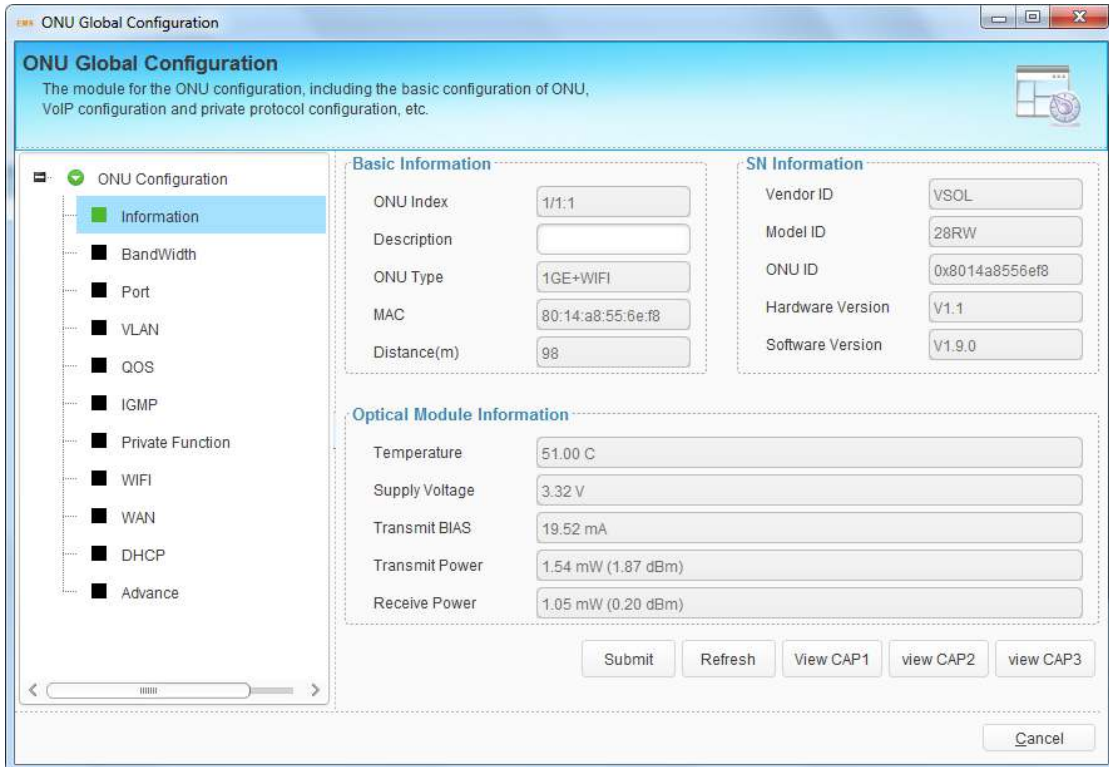 EMS ONU Global Configuration
ONU Global Configuration
The module for the ONU configuration, including the basic configuration of ONU,
VoIP configuration and private protocol configuration, etc.
ONU Configuration
Information
BandWidth
Port
VLAN
QOS
IGMP
Private Function
WIFI
WAN
DHCP
Advance
Basic Information
ONU Index 1/1:1
Description
ONU Type 1GE+WIFI
MAC 80:14:a8:55:6e:f8
Distance(m) 98
SN Information
Vendor ID VSOL
Model ID 28RW
ONU ID 0x8014a8556ef8
Hardware Version V1.1
Software Version V1.9.0
Optical Module Information
Temperature 51.00 C
Supply Voltage 3.32 V
Transmit BIAS 19.52 mA
Transmit Power 1.54 mW (1.87 dBm)
Receive Power 1.05 mW (0.20 dBm)
Submit Refresh View CAP1 view CAP2 view CAP3
Cancel